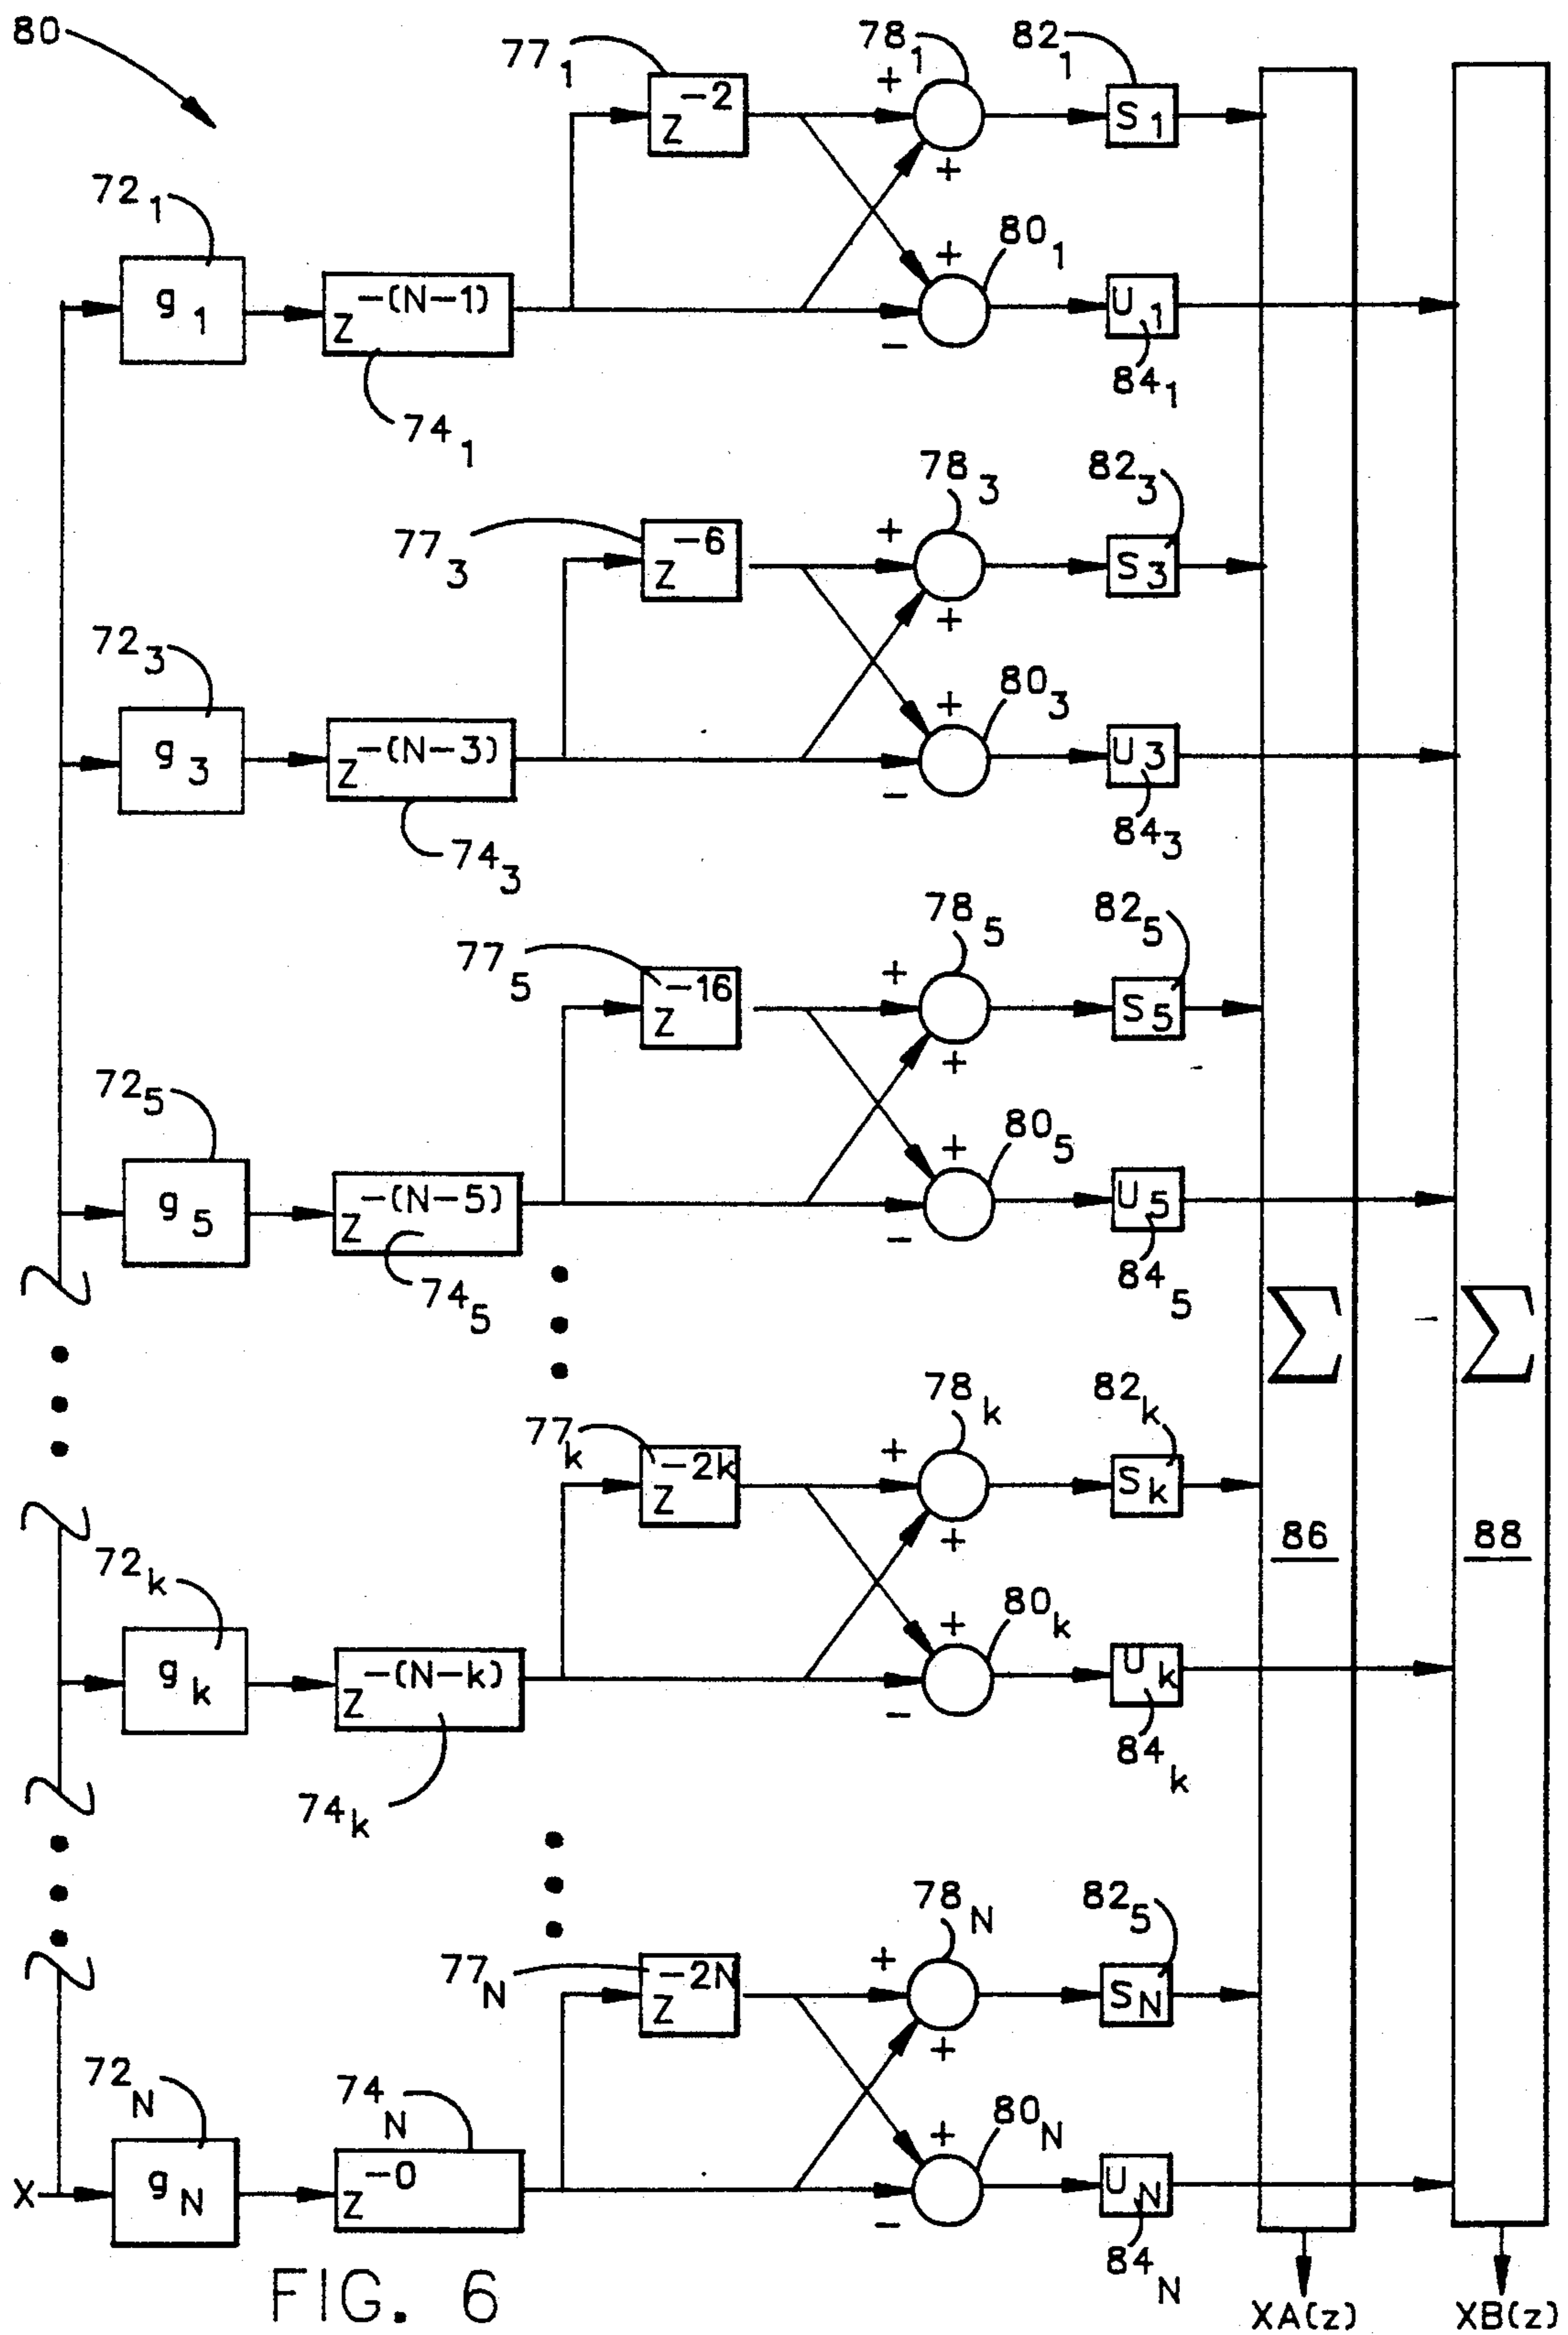 80
77 1
78 1
82 1
z -2
+
+
S 1
72 1
g 1
z -(N-1)
74 1
+
80 1
-
U 1
84 1
77 3
78 3
82 3
z -6
+
+
S 3
72 3
g 3
z -(N-3)
74 3
+
80 3
-
U 3
84 3
77 5
78 5
82 5
z -16
+
+
S 5
72 5
g 5
z -(N-5)
74 5
+
80 5
-
U 5
84 5
Σ
Σ
77 k
78 k
82 k
z -2k
+
+
S k
86
88
72 k
g k
z -(N-k)
74 k
+
80 k
-
U k
84 k
77 N
78 N
82 5
z -2N
+
+
S N
72 N
X
g N
z -0
74 N
+
80 N
-
U N
84 N
FIG. 6
XA(z)
XB(z)